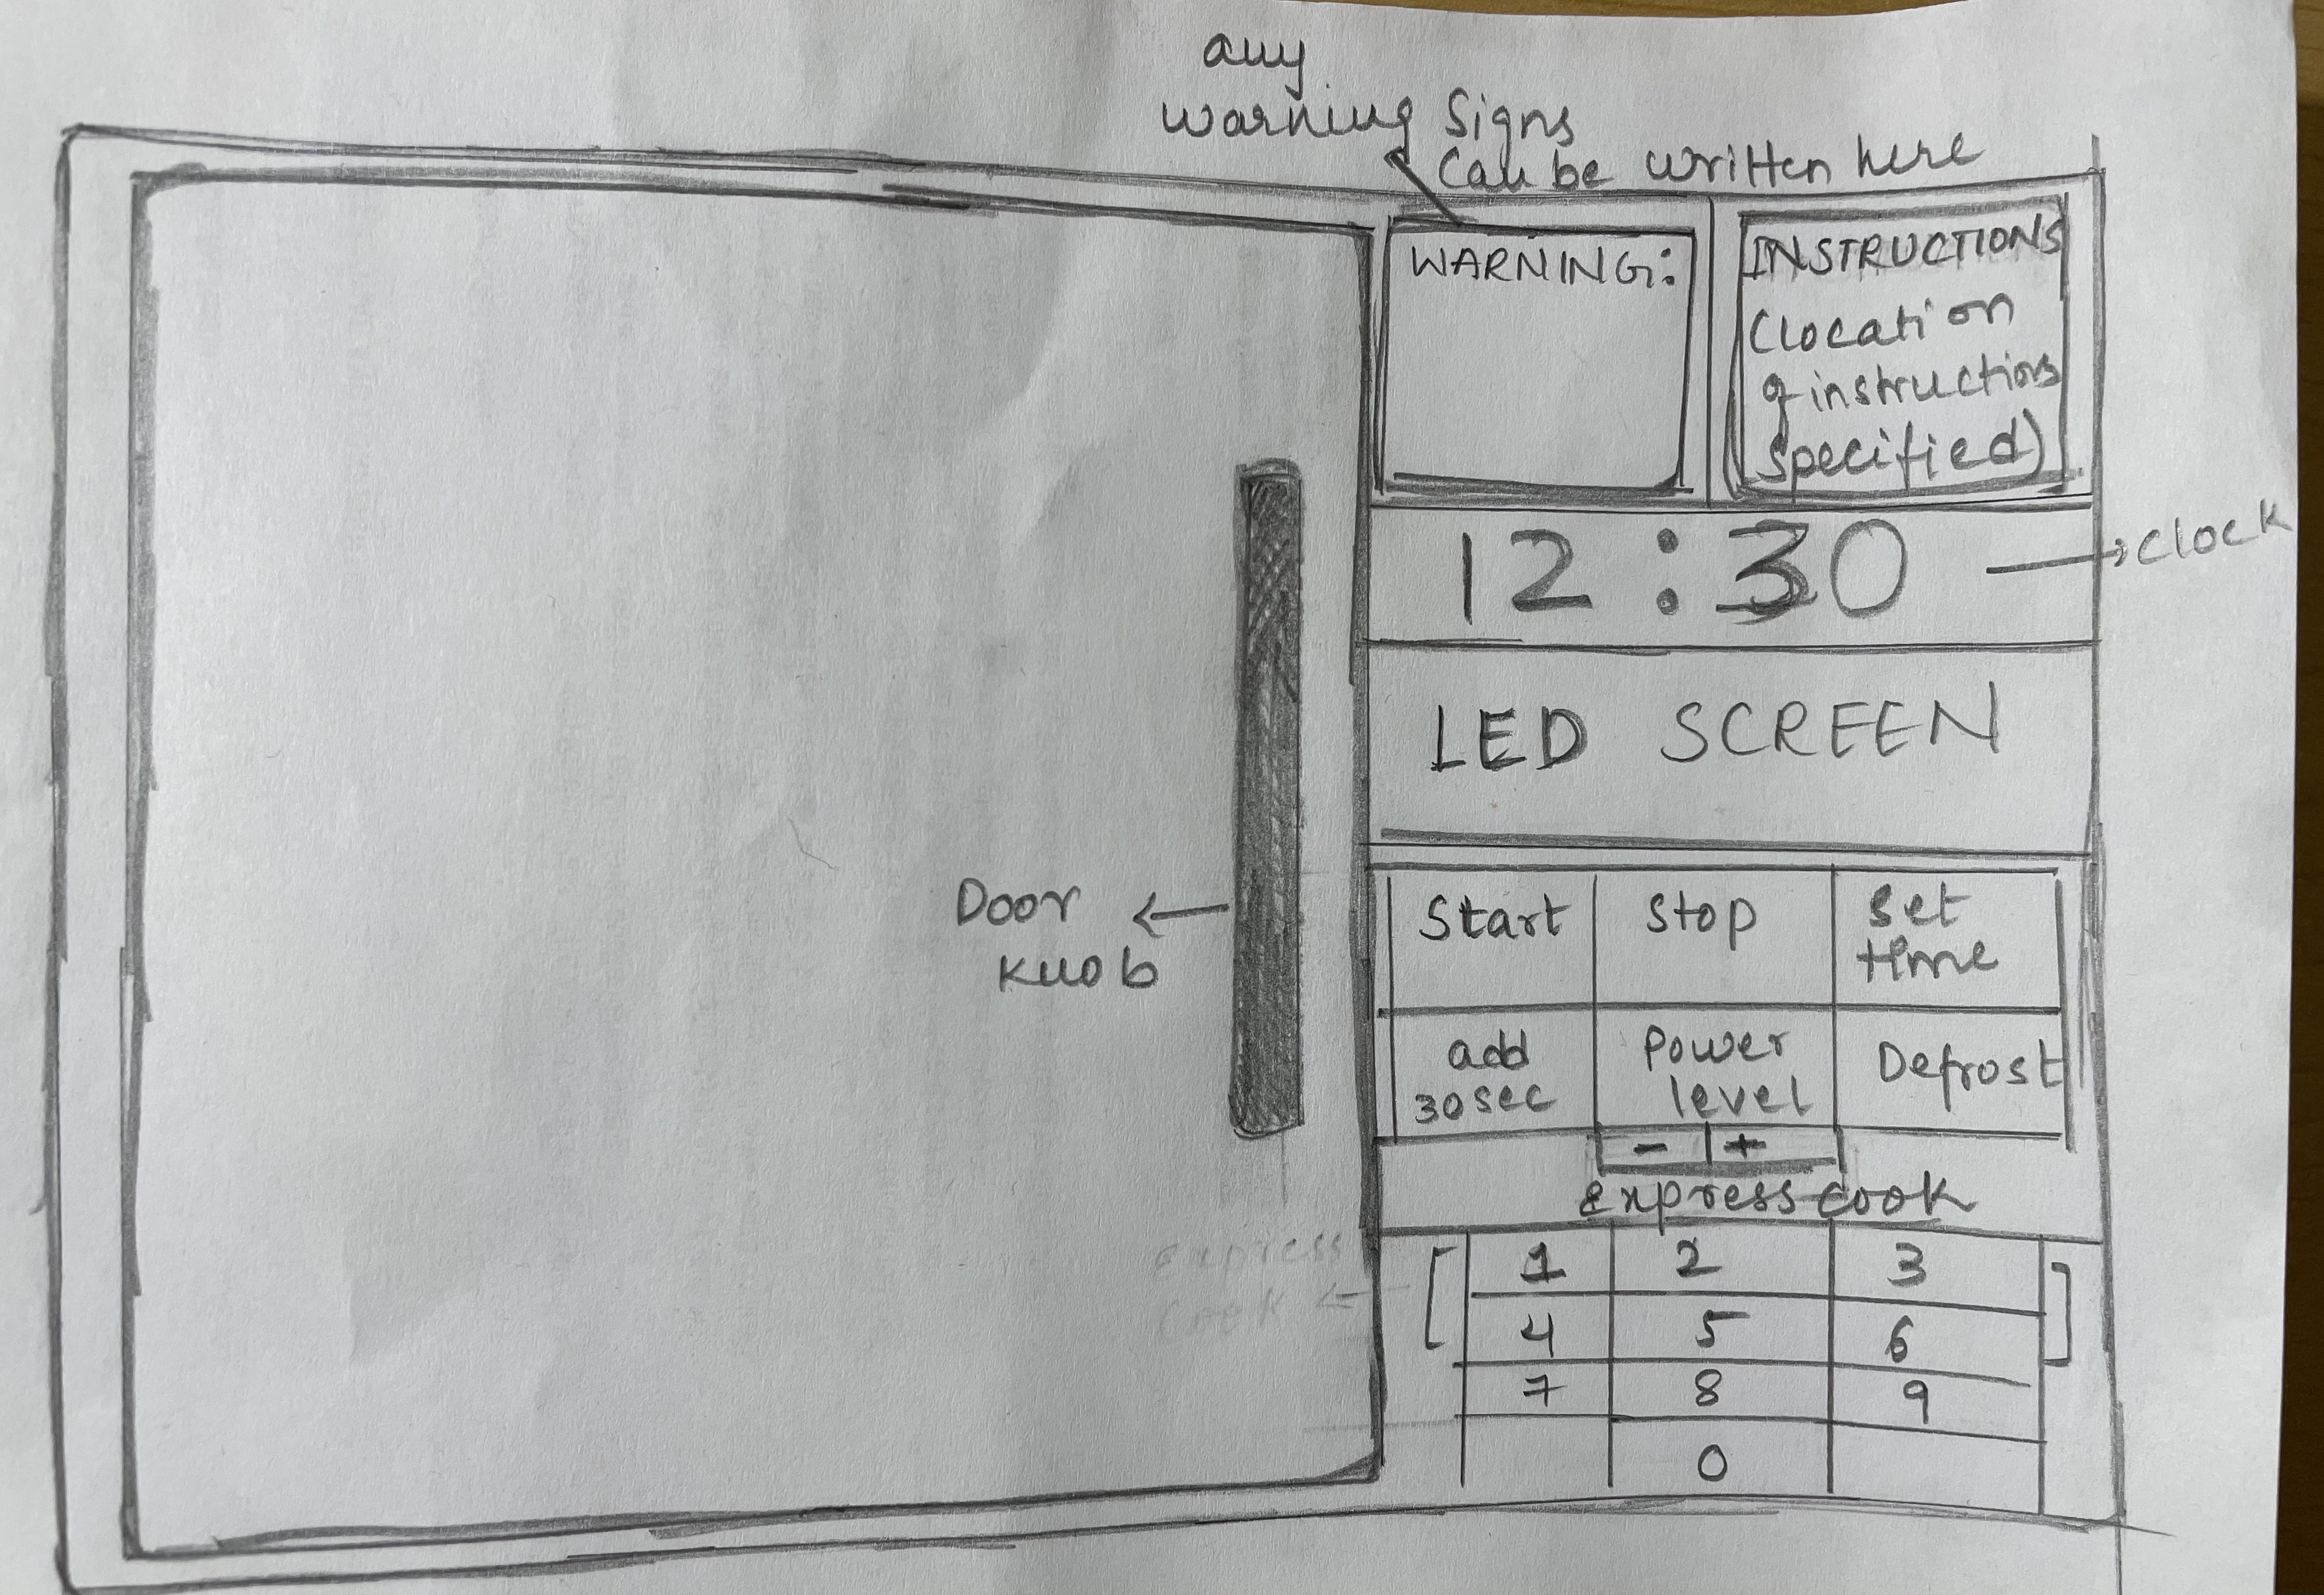 any
warning Signs
Can be written here
WARNING:
INSTRUCTIONS
(location
of instructions
specified)
12:30
Clock
LED SCREEN
Door
Knob
Start
Stop
Set
time
add
30 sec
Power
level
Defrost
- +
Express cook
Express
Cook
1 2 3
4 5 6
7 8 9
0